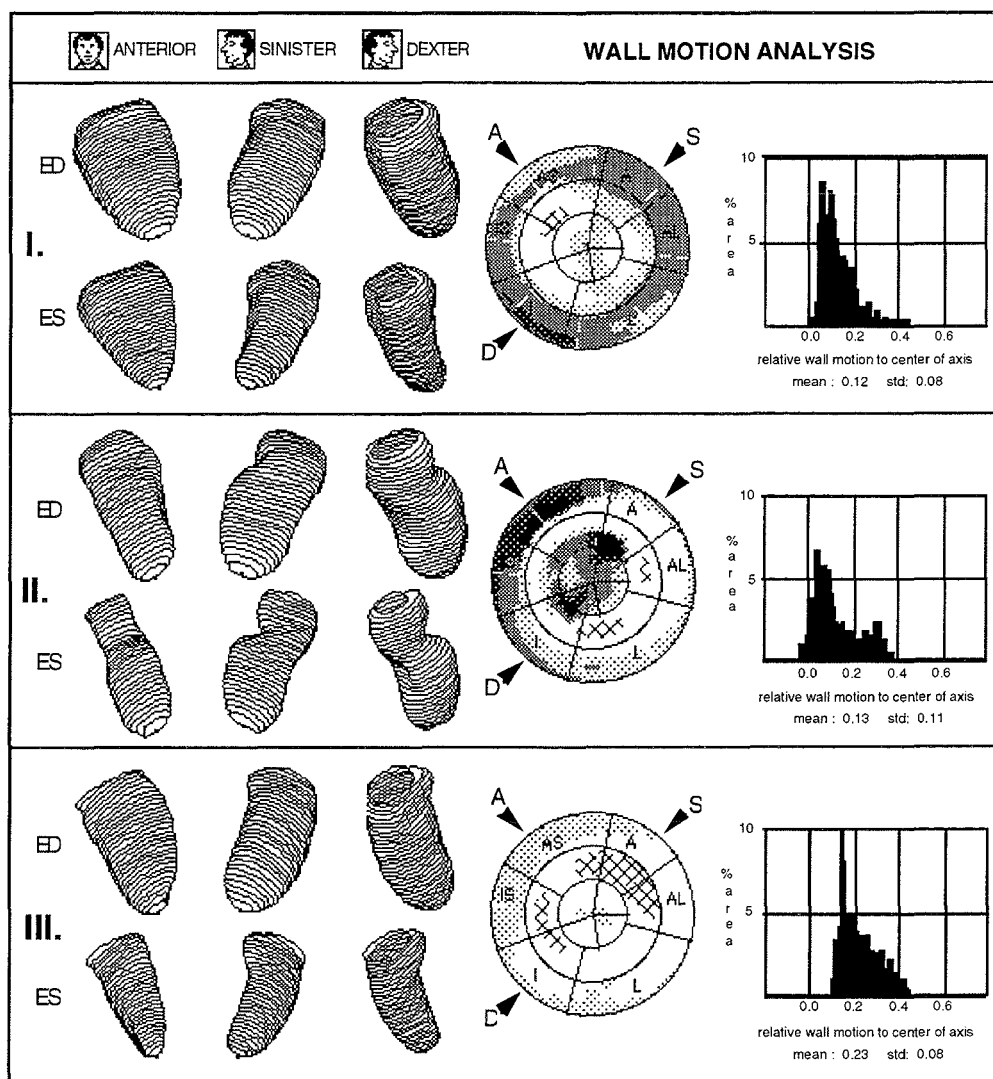 ANTERIOR SINISTER DEXTER WALL MOTION ANALYSIS
I.
ED
ES
A
S
D
10
5
% area
0.0 0.2 0.4 0.6
relative wall motion to center of axis
mean : 0.12 std: 0.08
II.
ED
ES
A
S
D
A
AL
L
I
10
5
% area
0.0 0.2 0.4 0.6
relative wall motion to center of axis
mean : 0.13 std: 0.11
III.
ED
ES
A
S
D
AS
A
IS
AL
I
L
10
5
% area
0.0 0.2 0.4 0.6
relative wall motion to center of axis
mean : 0.23 std: 0.08